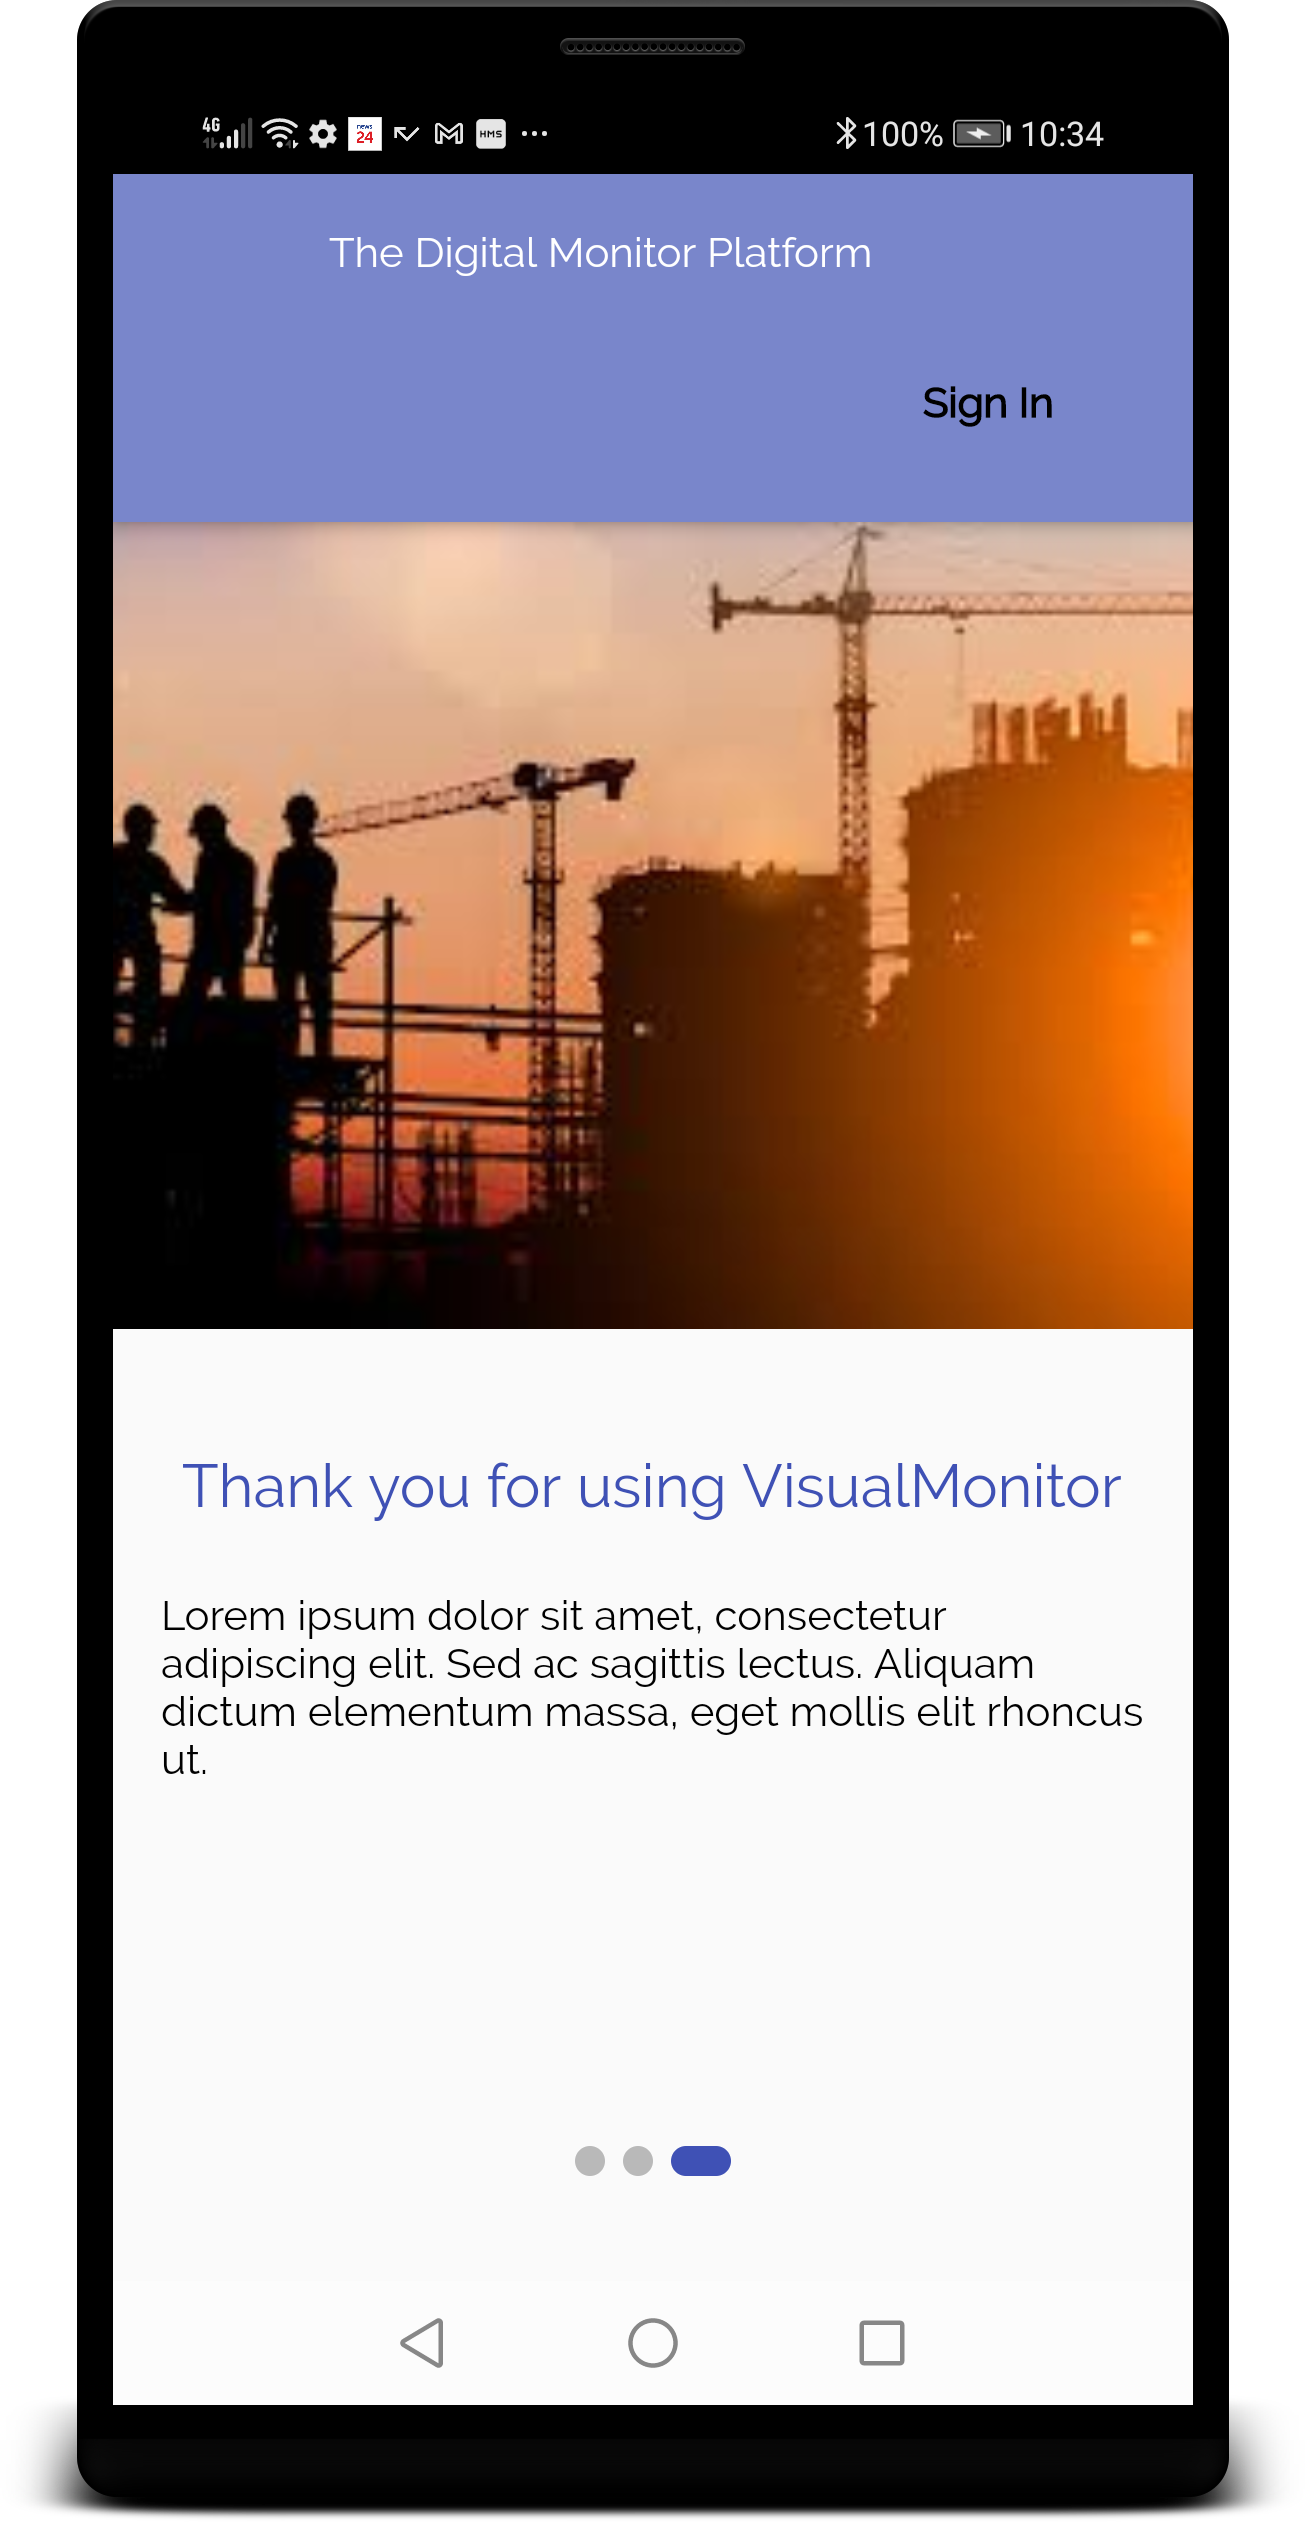 4G
news
24
HMS
100%
10:34
The Digital Monitor Platform
Sign In
Thank you for using VisualMonitor
Lorem ipsum dolor sit amet, consectetur
adipiscing elit. Sed ac sagittis lectus. Aliquam
dictum elementum massa, eget mollis elit rhoncus
ut.